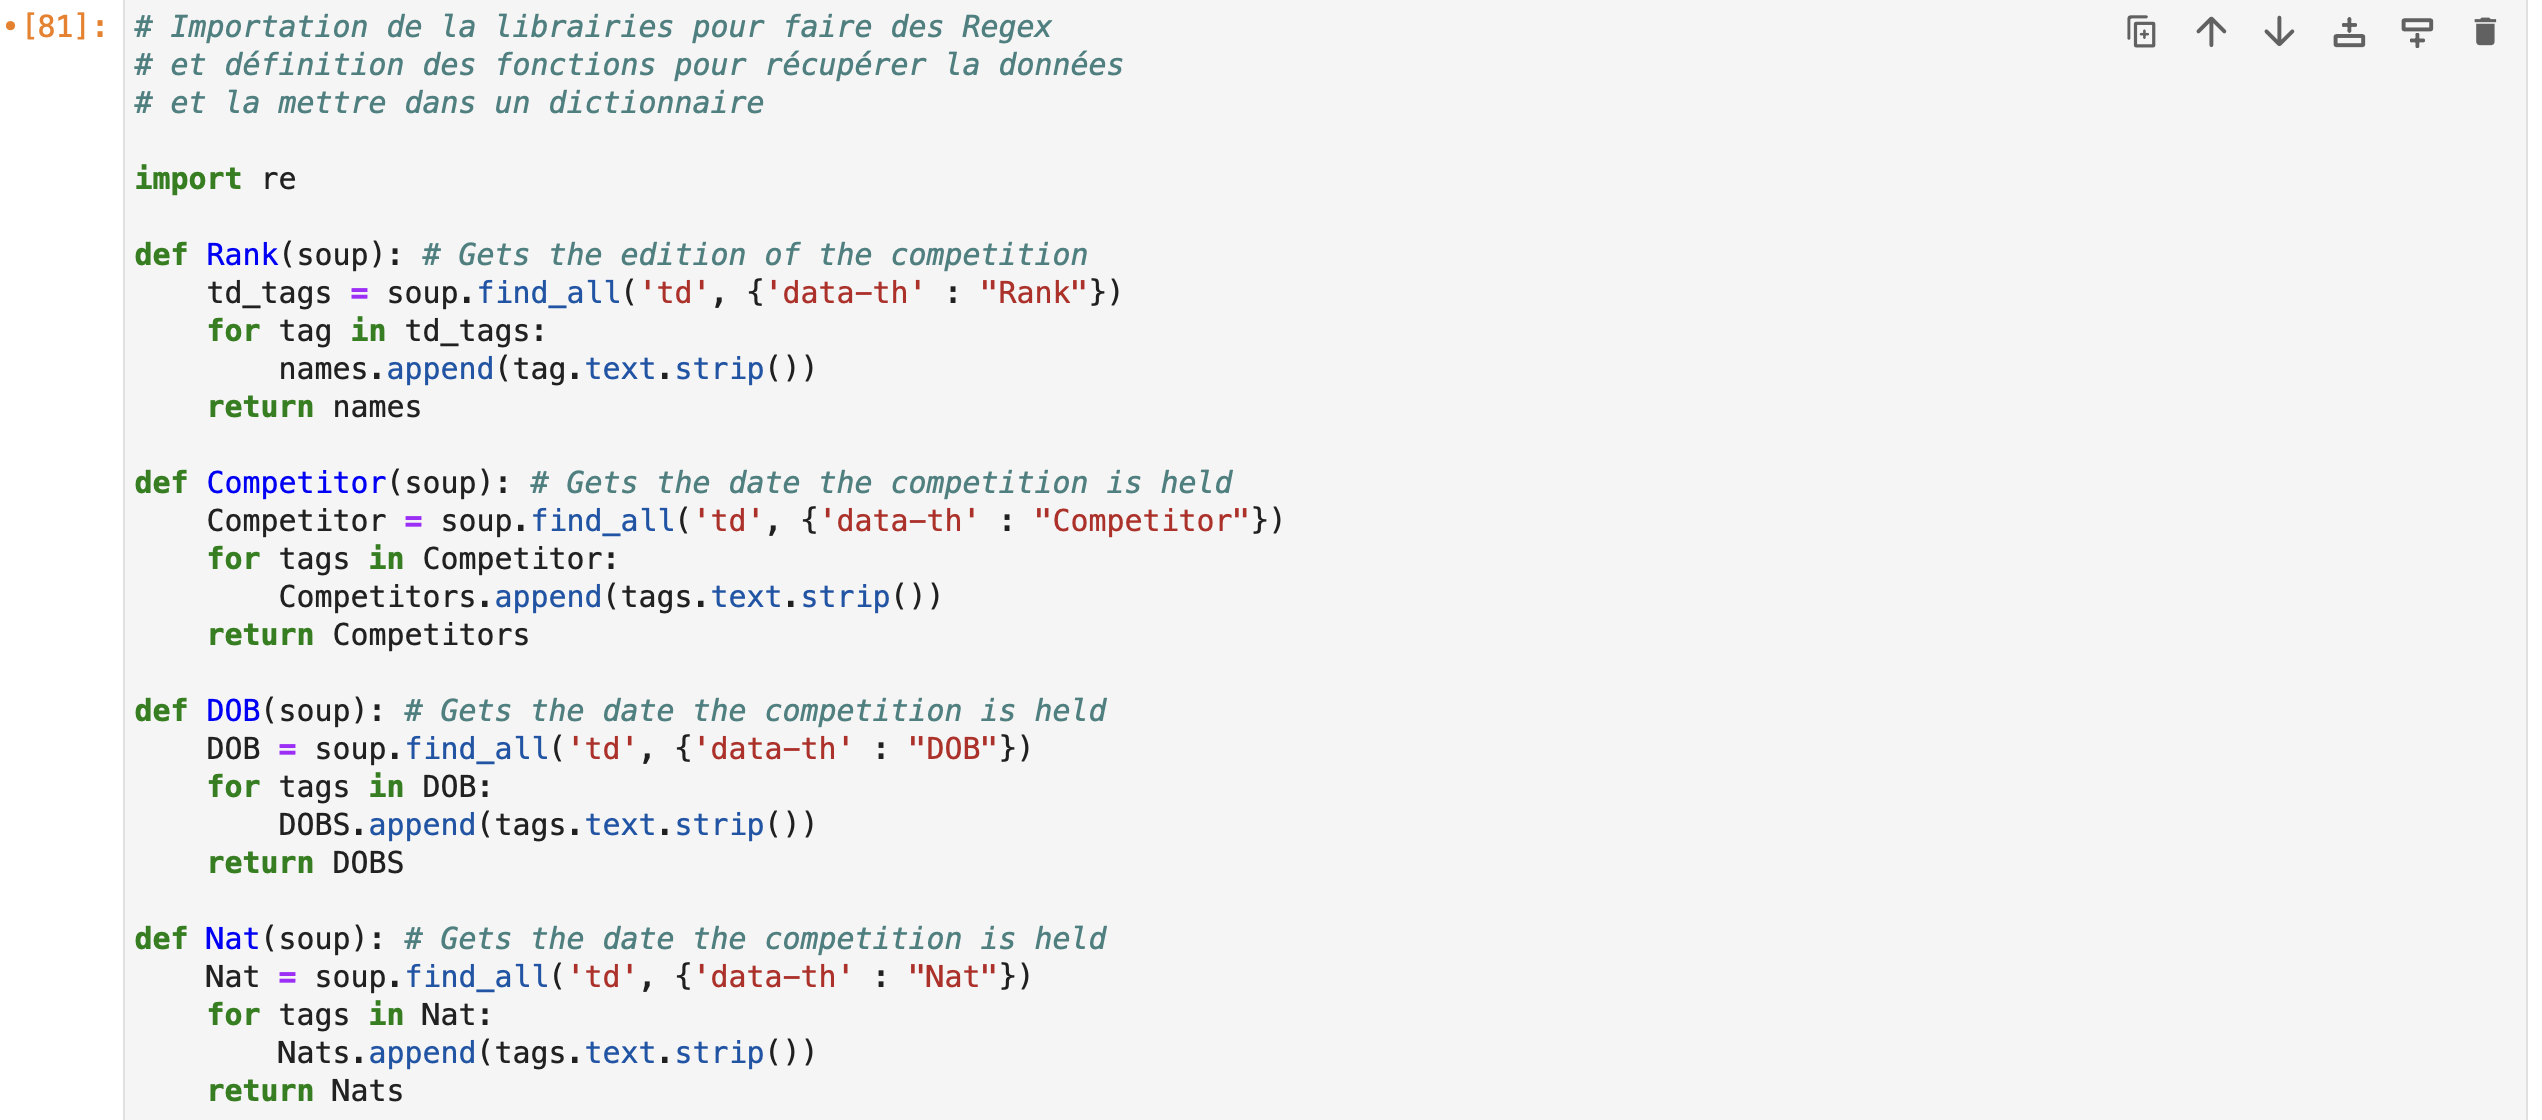 •[81]: # Importation de la librairies pour faire des Regex
# et définition des fonctions pour récupérer la données
# et la mettre dans un dictionnaire
import re
def Rank(soup): # Gets the edition of the competition
    td_tags = soup.find_all('td', {'data-th' : "Rank"})
    for tag in td_tags:
        names.append(tag.text.strip())
    return names
def Competitor(soup): # Gets the date the competition is held
    Competitor = soup.find_all('td', {'data-th' : "Competitor"})
    for tags in Competitor:
        Competitors.append(tags.text.strip())
    return Competitors
def DOB(soup): # Gets the date the competition is held
    DOB = soup.find_all('td', {'data-th' : "DOB"})
    for tags in DOB:
        DOBS.append(tags.text.strip())
    return DOBS
def Nat(soup): # Gets the date the competition is held
    Nat = soup.find_all('td', {'data-th' : "Nat"})
    for tags in Nat:
        Nats.append(tags.text.strip())
    return Nats